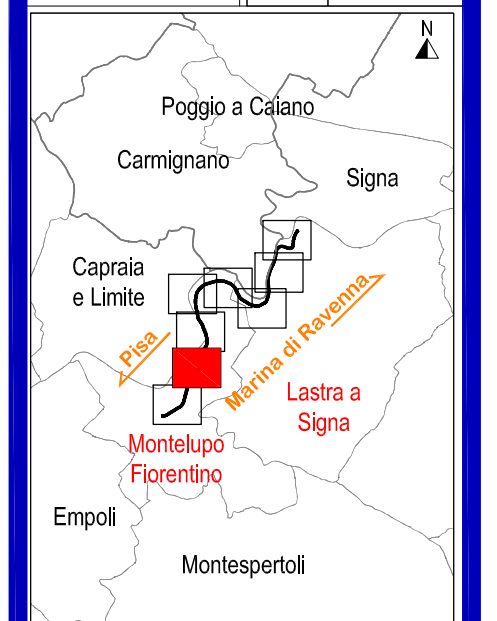 N
Poggio a Caiano
Carmignano
Signa
Capraia
e Limite
Pisa
Marina di Ravenna
Lastra a
Signa
Montelupo
Fiorentino
Empoli
Montespertoli